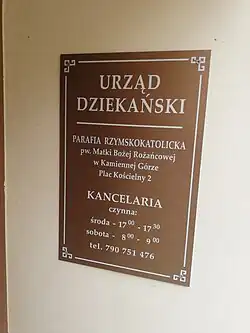 URZĄD
DZIEKAŃSKI
PARAFIA RZYMSKOKATOLICKA
pw. Matki Bożej Różańcowej
w Kamiennej Górze
Plac Kościelny 2
KANCELARIA
czynna:
środa - 17⁰⁰ - 17³⁰
sobota - 8⁰⁰ - 9⁰⁰
tel. 790 751 476